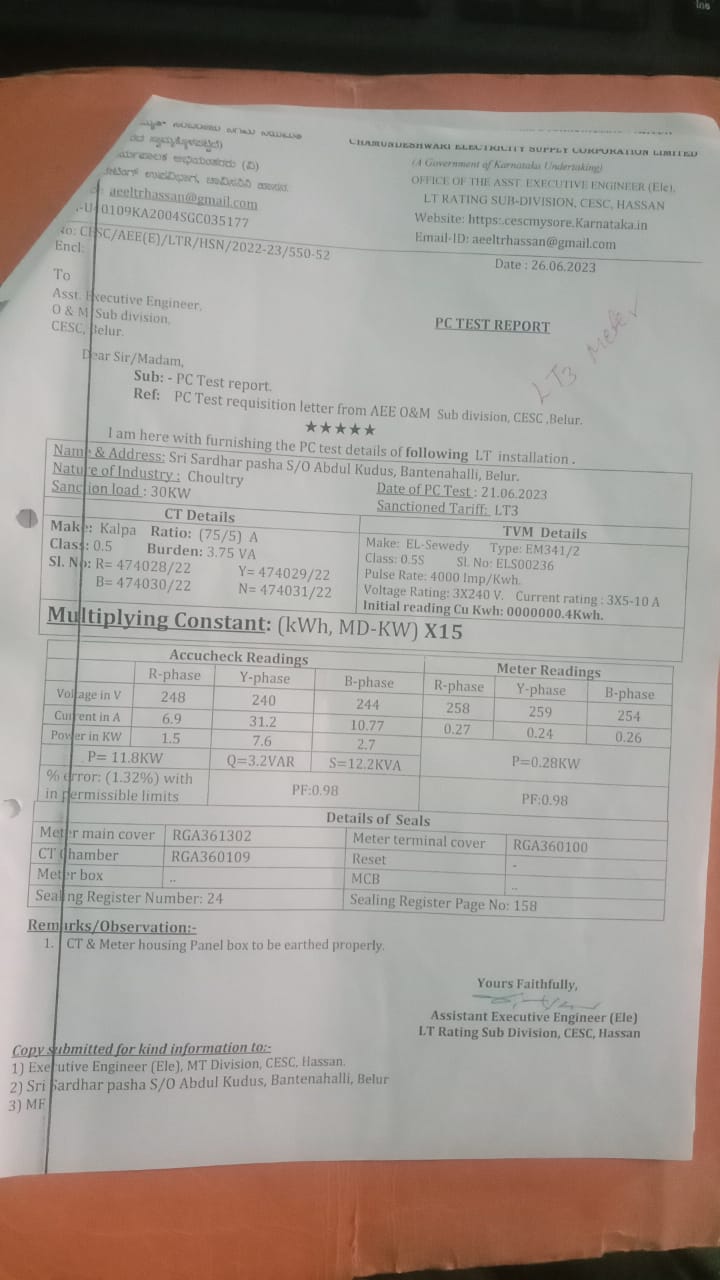 ಉಪವಿಭಾಗ,
CHAMUNDESHWARI ELECTRICITY SUPPLY CORPORATION LIMITED
(A Government of Karnataka Undertaking)
OFFICE OF THE ASST. EXECUTIVE ENGINEER (Ele),
LT RATING SUB-DIVISION, CESC, HASSAN
Website: https:.cescmysore.Karnataka.in
Email-ID: aeeltrhassan@gmail.com
aeeltrhassan@gmail.com
0109KA2004SGC035177
No: CESC/AEE(E)/LTR/HSN/2022-23/550-52
Encl:
Date : 26.06.2023
To
Asst. Executive Engineer,
O & M Sub division,
CESC, Belur.
PC TEST REPORT
LT3 Meter
Dear Sir/Madam,
Sub: - PC Test report.
Ref: PC Test requisition letter from AEE O&M Sub division, CESC ,Belur.
★★★★★
I am here with furnishing the PC test details of following LT installation .
Name & Address: Sri Sardhar pasha S/O Abdul Kudus, Bantenahalli, Belur.
Nature of Industry : Choultry
Date of PC Test : 21.06.2023
Sanction load : 30KW
Sanctioned Tariff: LT3
CT Details
Make: Kalpa Ratio: (75/5) A
Class: 0.5 Burden: 3.75 VA
Sl. No: R= 474028/22 Y= 474029/22
B= 474030/22 N= 474031/22
TVM Details
Make: EL-Sewedy Type: EM341/2
Class: 0.5S Sl. No: ELS00236
Pulse Rate: 4000 Imp/Kwh.
Voltage Rating: 3X240 V. Current rating : 3X5-10 A
Initial reading Cu Kwh: 0000000.4Kwh.
Multiplying Constant: (kWh, MD-KW) X15
Accucheck Readings Meter Readings
R-phase Y-phase B-phase R-phase Y-phase B-phase
Voltage in V 248 240 244 258 259 254
Current in A 6.9 31.2 10.77 0.27 0.24 0.26
Power in KW 1.5 7.6 2.7
P= 11.8KW Q=3.2VAR S=12.2KVA P=0.28KW
% error: (1.32%) with
in permissible limits PF:0.98 PF:0.98
Details of Seals
Meter main cover RGA361302 Meter terminal cover RGA360100
CT Chamber RGA360109 Reset -
Meter box .. MCB ..
Sealing Register Number: 24 Sealing Register Page No: 158
Remarks/Observation:-
1. CT & Meter housing Panel box to be earthed properly.
Yours Faithfully,
Assistant Executive Engineer (Ele)
LT Rating Sub Division, CESC, Hassan
Copy submitted for kind information to:-
1) Executive Engineer (Ele), MT Division, CESC, Hassan.
2) Sri Sardhar pasha S/O Abdul Kudus, Bantenahalli, Belur
3) MF